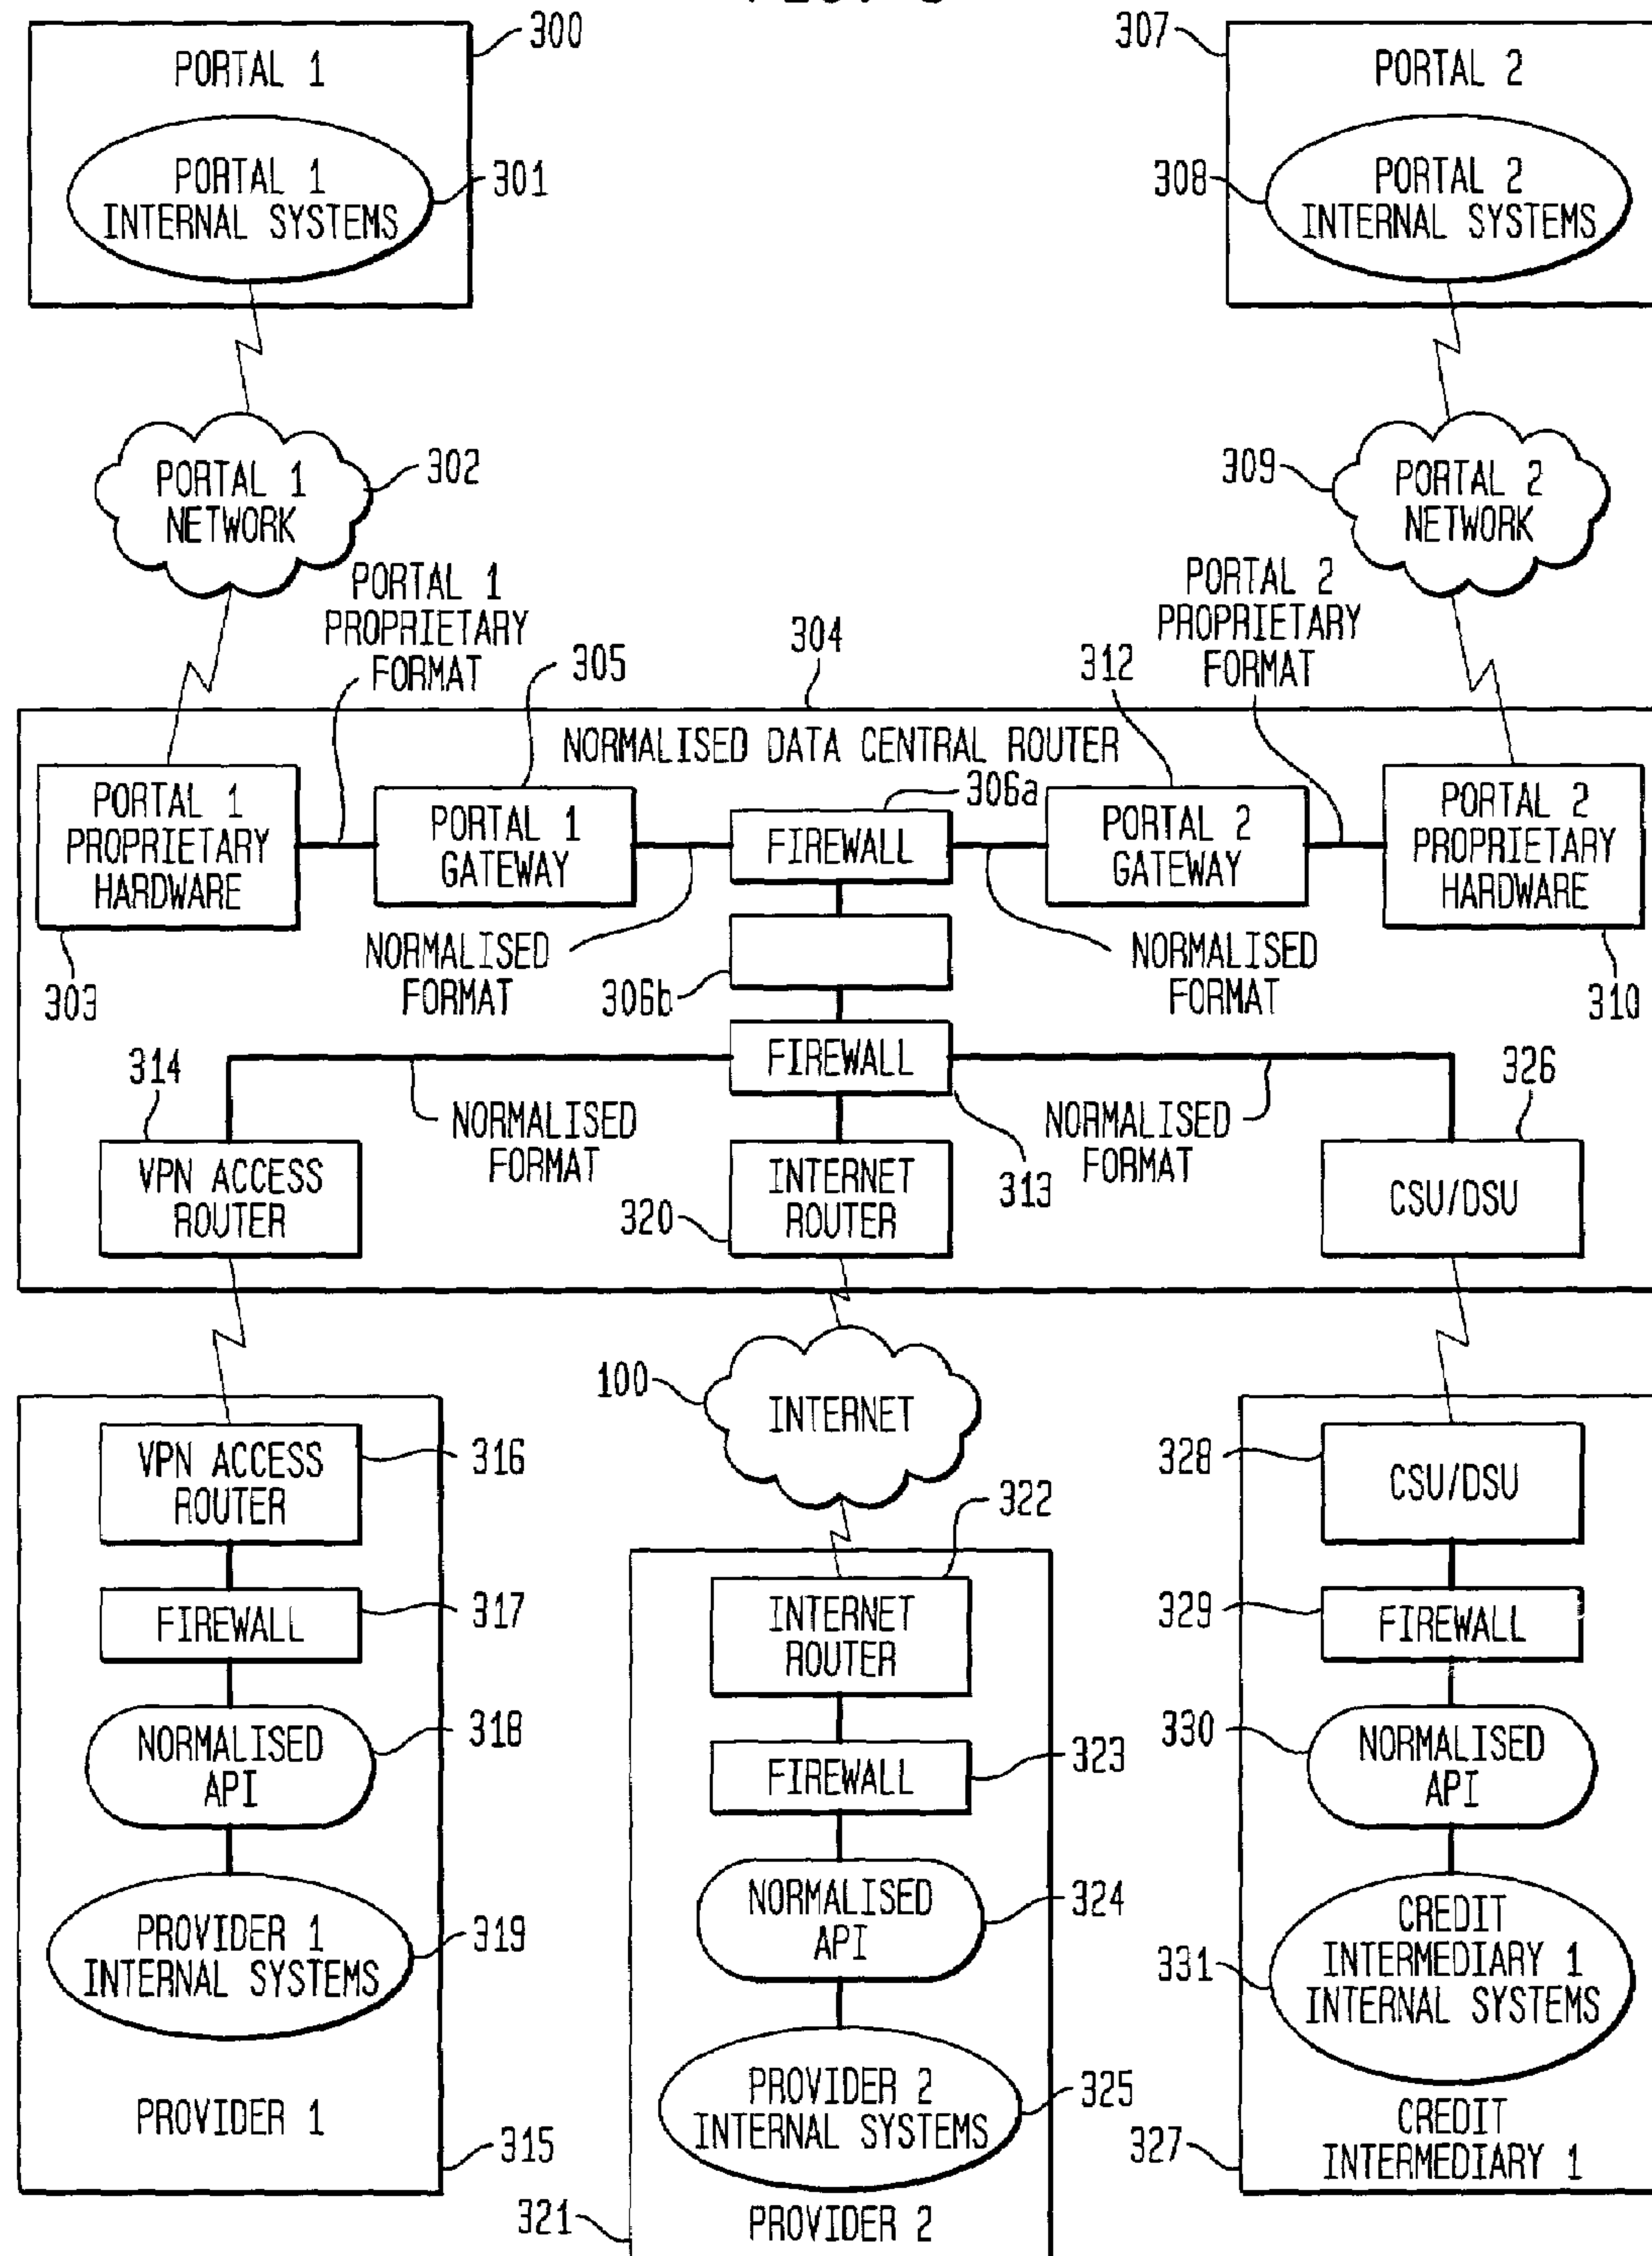 300
307
PORTAL 1
PORTAL 2
PORTAL 1
INTERNAL SYSTEMS
301
308
PORTAL 2
INTERNAL SYSTEMS
PORTAL 1
NETWORK
302
309
PORTAL 2
NETWORK
PORTAL 1
PROPRIETARY
FORMAT
PORTAL 2
PROPRIETARY
FORMAT
304
305
312
NORMALISED DATA CENTRAL ROUTER
306a
PORTAL 1
PROPRIETARY
HARDWARE
PORTAL 1
GATEWAY
FIREWALL
PORTAL 2
GATEWAY
PORTAL 2
PROPRIETARY
HARDWARE
303
NORMALISED
FORMAT
306b
NORMALISED
FORMAT
310
314
FIREWALL
326
NORMALISED
FORMAT
NORMALISED
FORMAT
313
VPN ACCESS
ROUTER
320
INTERNET
ROUTER
CSU/DSU
100
INTERNET
VPN ACCESS
ROUTER
316
328
CSU/DSU
322
FIREWALL
317
INTERNET
ROUTER
329
FIREWALL
NORMALISED
API
318
FIREWALL
323
330
NORMALISED
API
PROVIDER 1
INTERNAL SYSTEMS
319
NORMALISED
API
324
331
CREDIT
INTERMEDIARY 1
INTERNAL SYSTEMS
PROVIDER 1
315
PROVIDER 2
INTERNAL SYSTEMS
325
327
CREDIT
INTERMEDIARY 1
321
PROVIDER 2